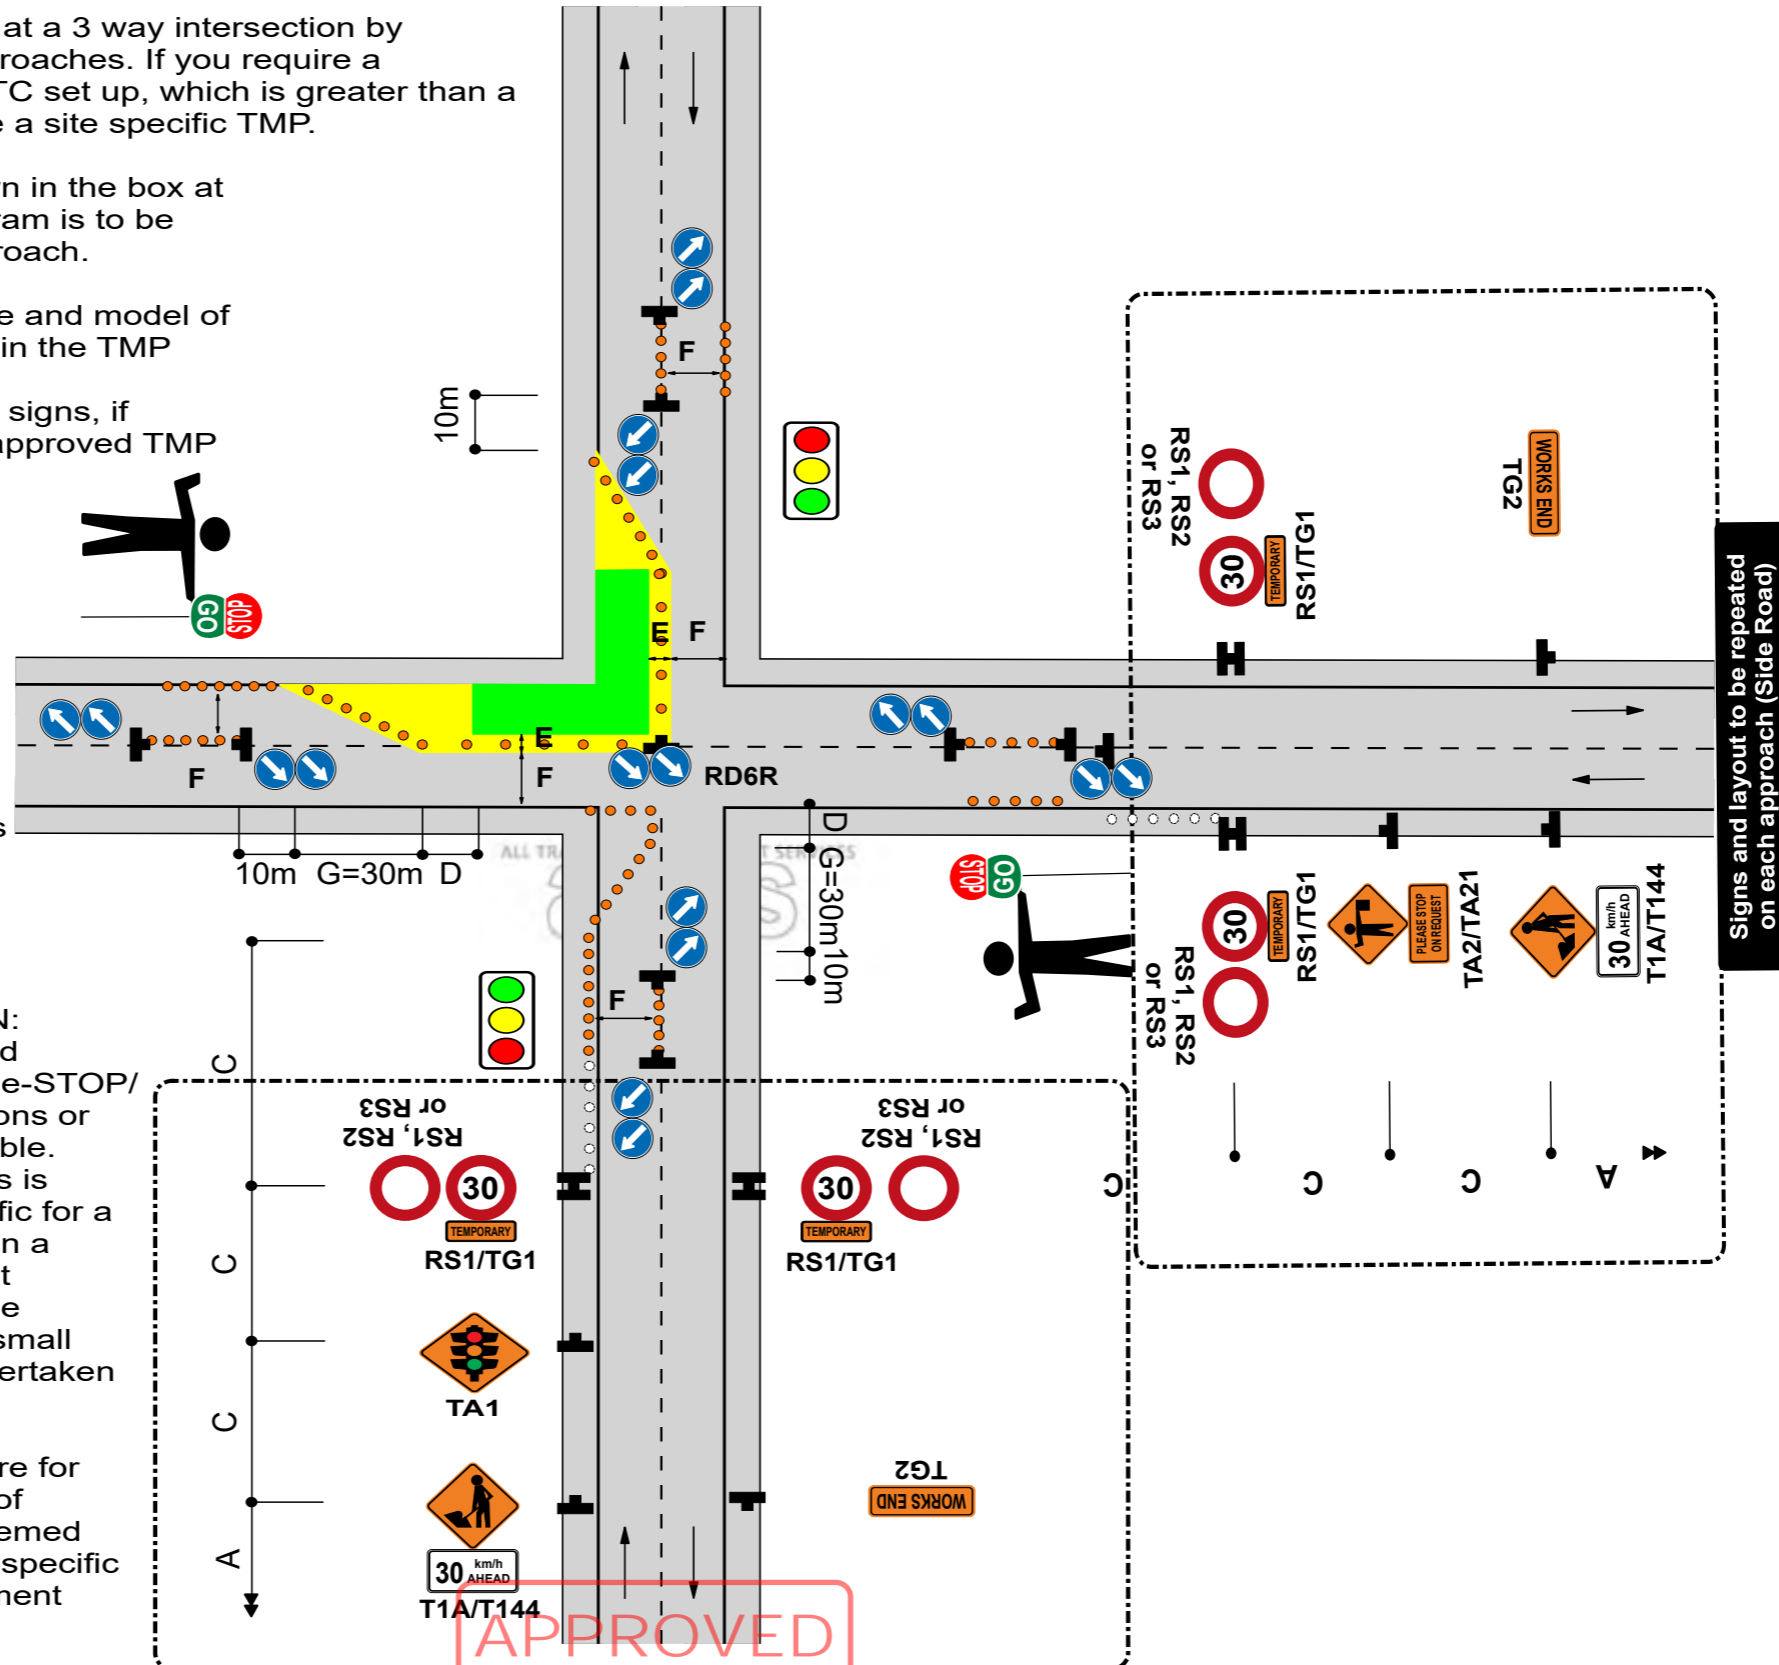 at a 3 way intersection by
roaches. If you require a
TC set up, which is greater than a
e a site specific TMP.
n in the box at
ram is to be
roach.
e and model of
in the TMP
signs, if
approved TMP
10m
F
STOP
GO
E F
E
F
F
RD6R
s
10m G=30m D
D
G=30m
10m
F
STOP
GO
RS1, RS2
or RS3
30
TEMPORARY
RS1/TG1
WORKS END
TG2
Signs and layout to be repeated
on each approach (Side Road)
30
TEMPORARY
RS1/TG1
RS1, RS2
or RS3
PLEASE STOP
ON REQUEST
TA2/TA21
30 km/h
AHEAD
T1A/T144
C
C
C
A
N:
d
e-STOP/
ions or
ble.
s is
fic for a
n a
t
e
small
ertaken
re for
of
emed
specific
ment
C
C
C
A
RS1, RS2
or RS3
30
TEMPORARY
RS1/TG1
TA1
30 km/h
AHEAD
T1A/T144
RS1, RS2
or RS3
30
TEMPORARY
RS1/TG1
TG2
WORKS END
APPROVED